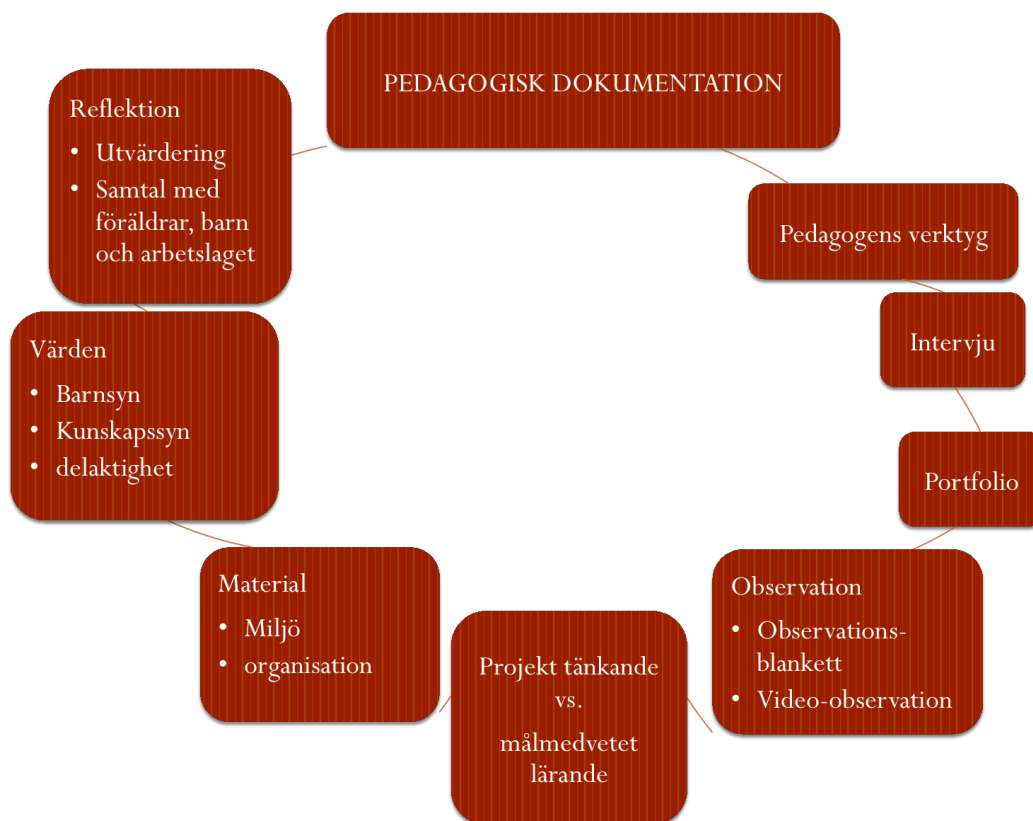 PEDAGOGISK DOKUMENTATION
Pedagogens verktyg
Intervju
Portfolio
Observation
• Observations-
blankett
• Video-observation
Projekt tänkande
vs.
målmedvetet
lärande
Material
• Miljö
• organisation
Värden
• Barnsyn
• Kunskapssyn
• delaktighet
Reflektion
• Utvärdering
• Samtal med
föräldrar, barn
och arbetslaget